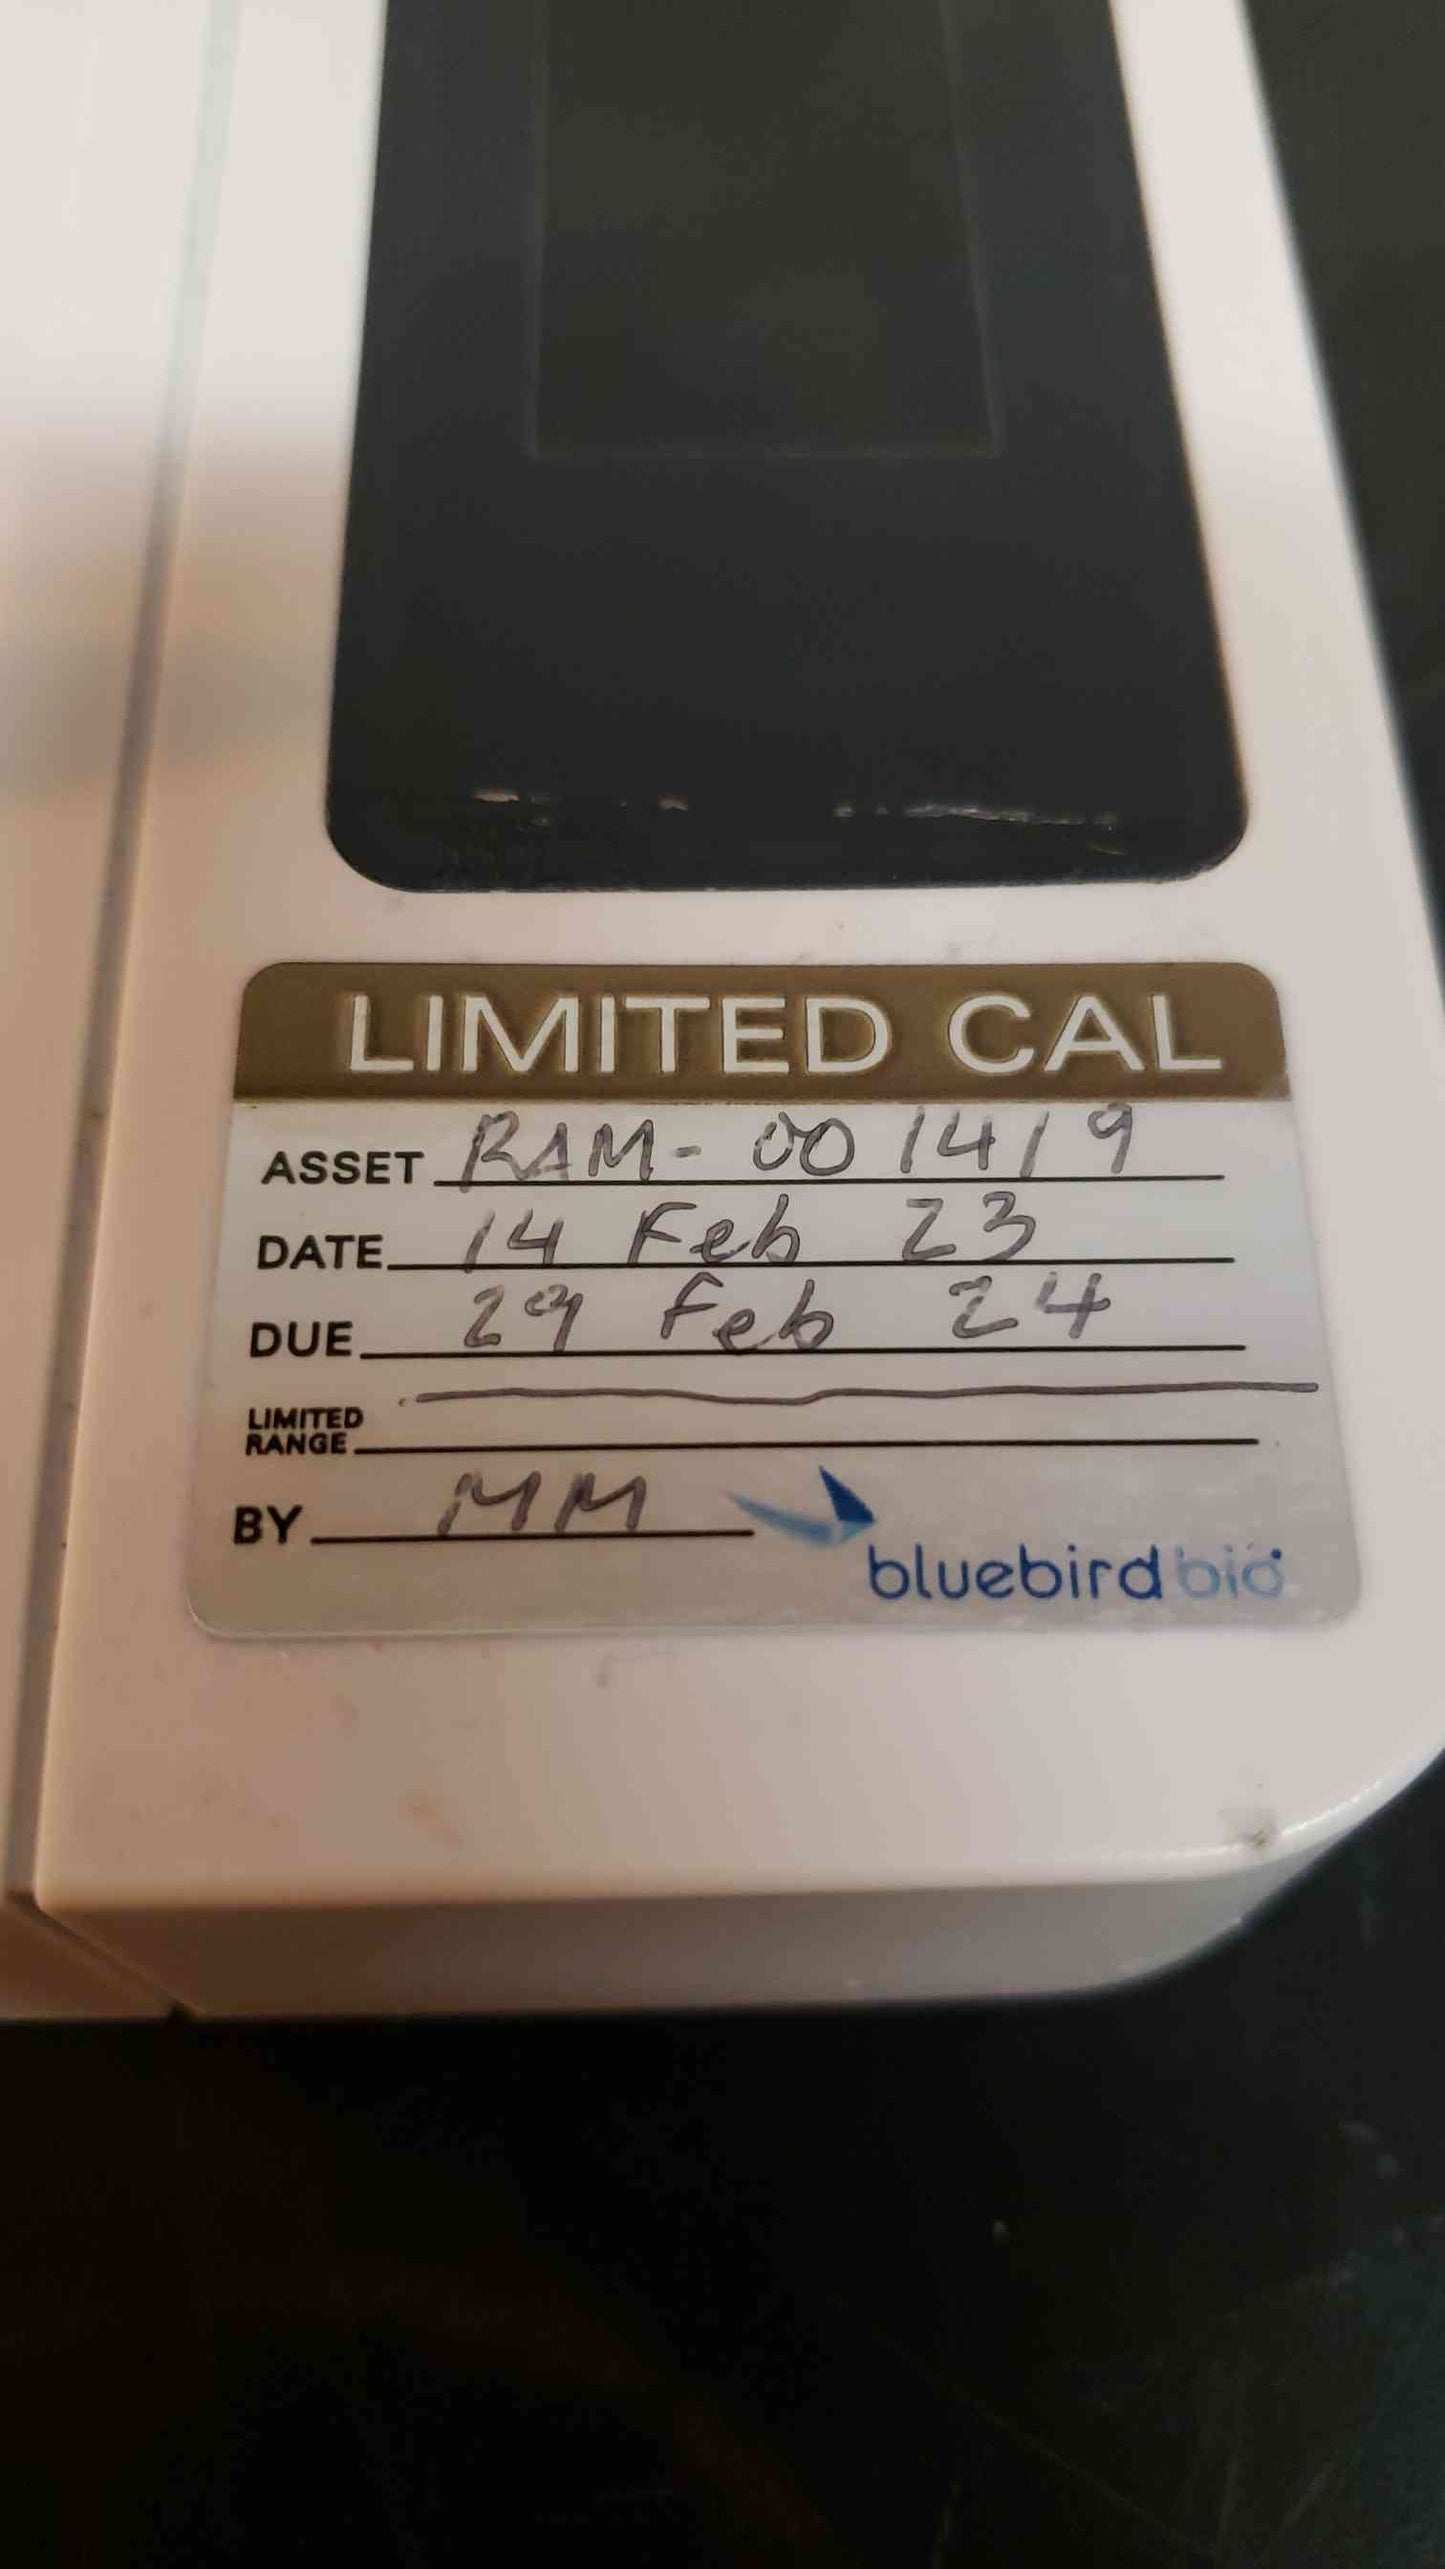 LIMITED CAL
ASSET RAM-001419
DATE 14 Feb 23
DUE 29 Feb 24
LIMITED
RANGE
BY MM
bluebird bio